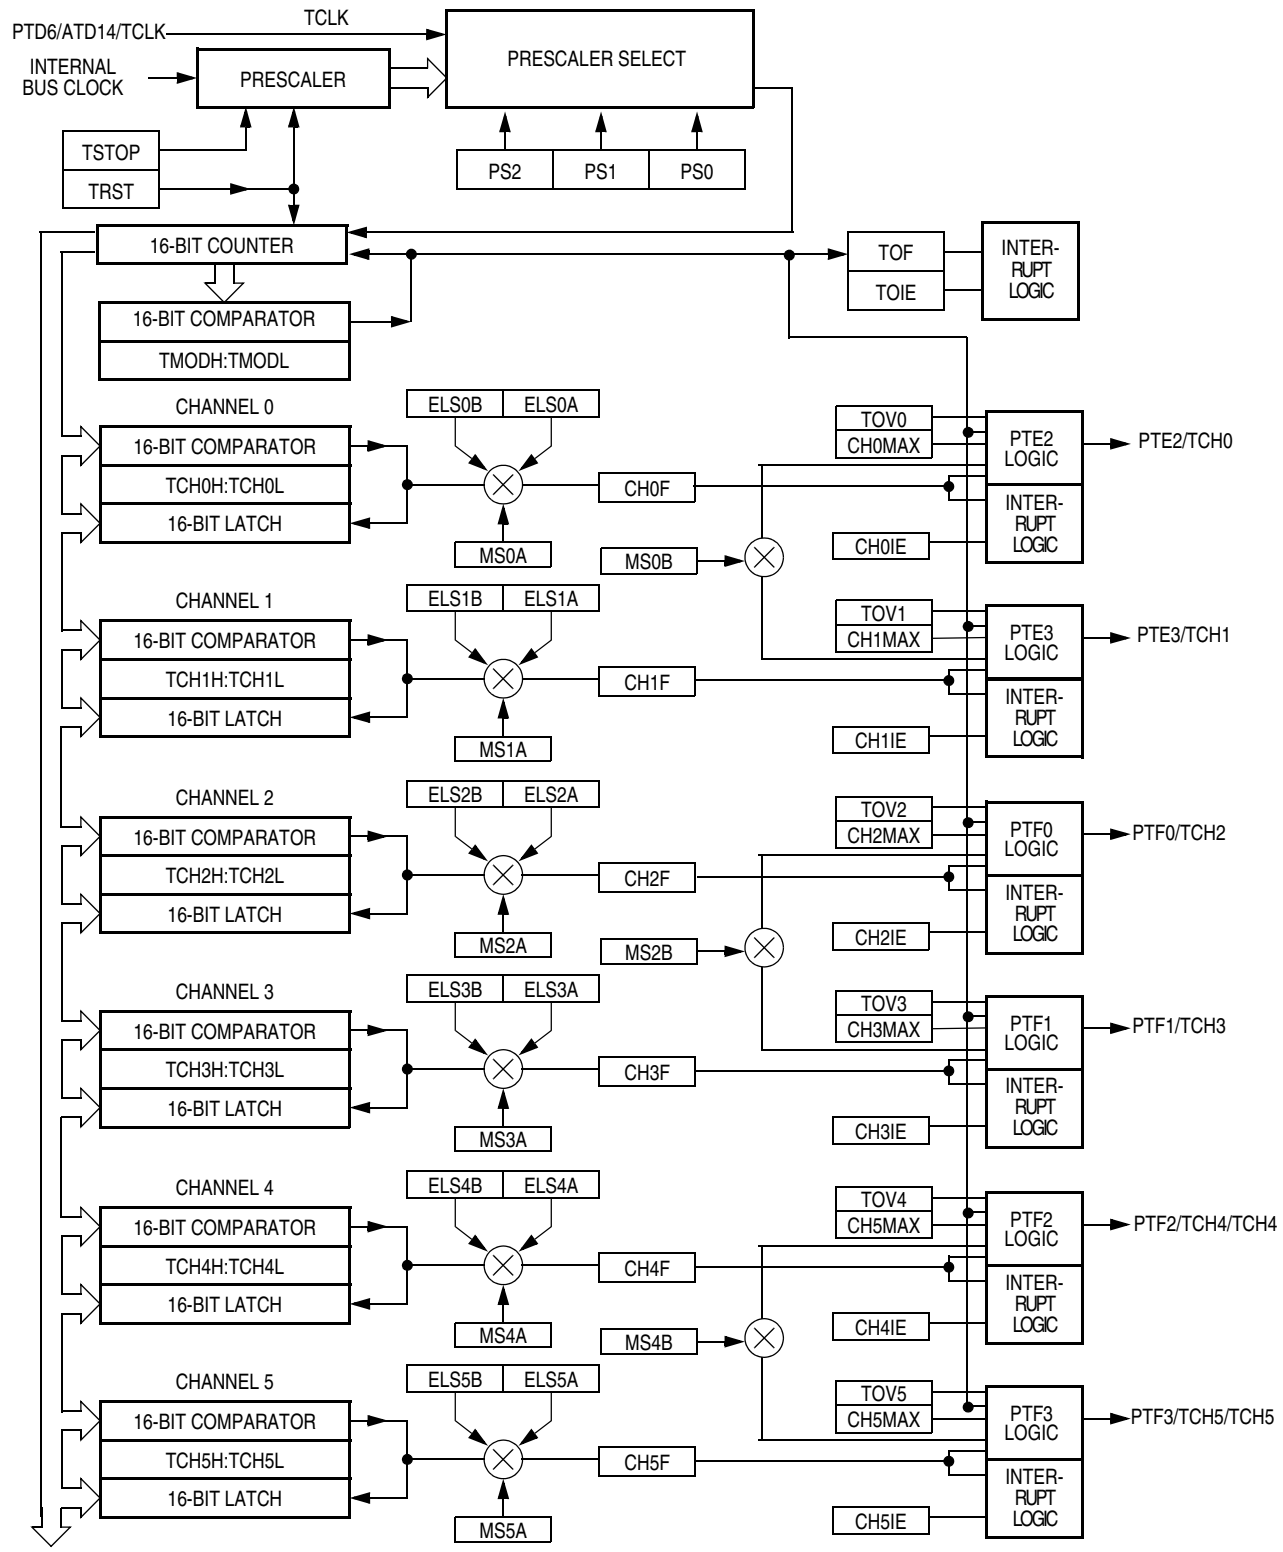 TCLK
PTD6/ATD14/TCLK
PRESCALER SELECT
INTERNAL
BUS CLOCK
PRESCALER
TSTOP
TRST
PS2 PS1 PS0
16-BIT COUNTER
TOF
TOIE
INTER-
RUPT
LOGIC
16-BIT COMPARATOR
TMODH:TMODL
CHANNEL 0
ELS0B ELS0A
TOV0
CH0MAX
PTE2
LOGIC
PTE2/TCH0
16-BIT COMPARATOR
TCH0H:TCH0L
16-BIT LATCH
CH0F
INTER-
RUPT
LOGIC
MS0A
MS0B
CH0IE
CHANNEL 1
ELS1B ELS1A
TOV1
CH1MAX
PTE3
LOGIC
PTE3/TCH1
16-BIT COMPARATOR
TCH1H:TCH1L
16-BIT LATCH
CH1F
INTER-
RUPT
LOGIC
MS1A
CH1IE
CHANNEL 2
ELS2B ELS2A
TOV2
CH2MAX
PTF0
LOGIC
PTF0/TCH2
16-BIT COMPARATOR
TCH2H:TCH2L
16-BIT LATCH
CH2F
INTER-
RUPT
LOGIC
MS2A
MS2B
CH2IE
CHANNEL 3
ELS3B ELS3A
TOV3
CH3MAX
PTF1
LOGIC
PTF1/TCH3
16-BIT COMPARATOR
TCH3H:TCH3L
16-BIT LATCH
CH3F
INTER-
RUPT
LOGIC
MS3A
CH3IE
CHANNEL 4
ELS4B ELS4A
TOV4
CH5MAX
PTF2
LOGIC
PTF2/TCH4/TCH4
16-BIT COMPARATOR
TCH4H:TCH4L
16-BIT LATCH
CH4F
INTER-
RUPT
LOGIC
MS4A
MS4B
CH4IE
CHANNEL 5
ELS5B ELS5A
TOV5
CH5MAX
PTF3
LOGIC
PTF3/TCH5/TCH5
16-BIT COMPARATOR
TCH5H:TCH5L
16-BIT LATCH
CH5F
INTER-
RUPT
LOGIC
MS5A
CH5IE